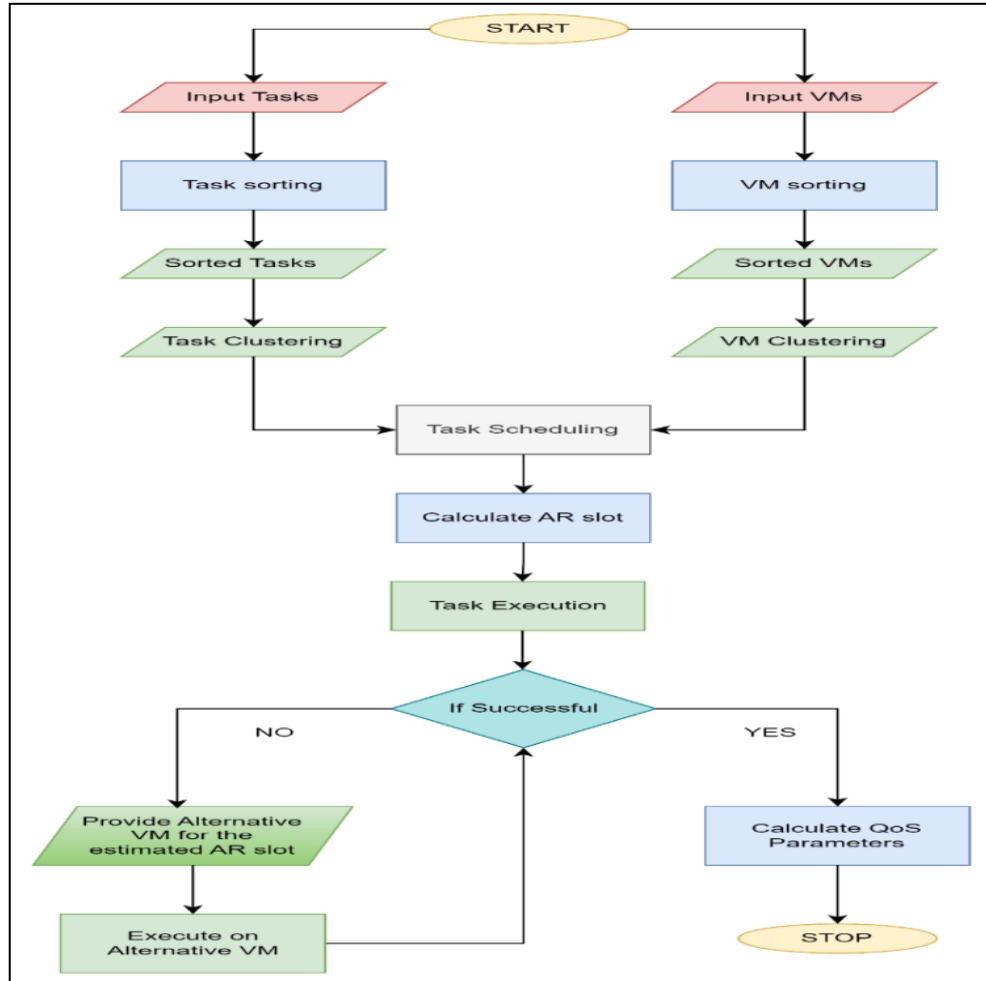 START
Input Tasks
Input VMs
Task sorting
VM sorting
Sorted Tasks
Sorted VMs
Task Clustering
VM Clustering
Task Scheduling
Calculate AR slot
Task Execution
If Successful
NO
YES
Provide Alternative
VM for the
estimated AR slot
Calculate QoS
Parameters
Execute on
Alternative VM
STOP